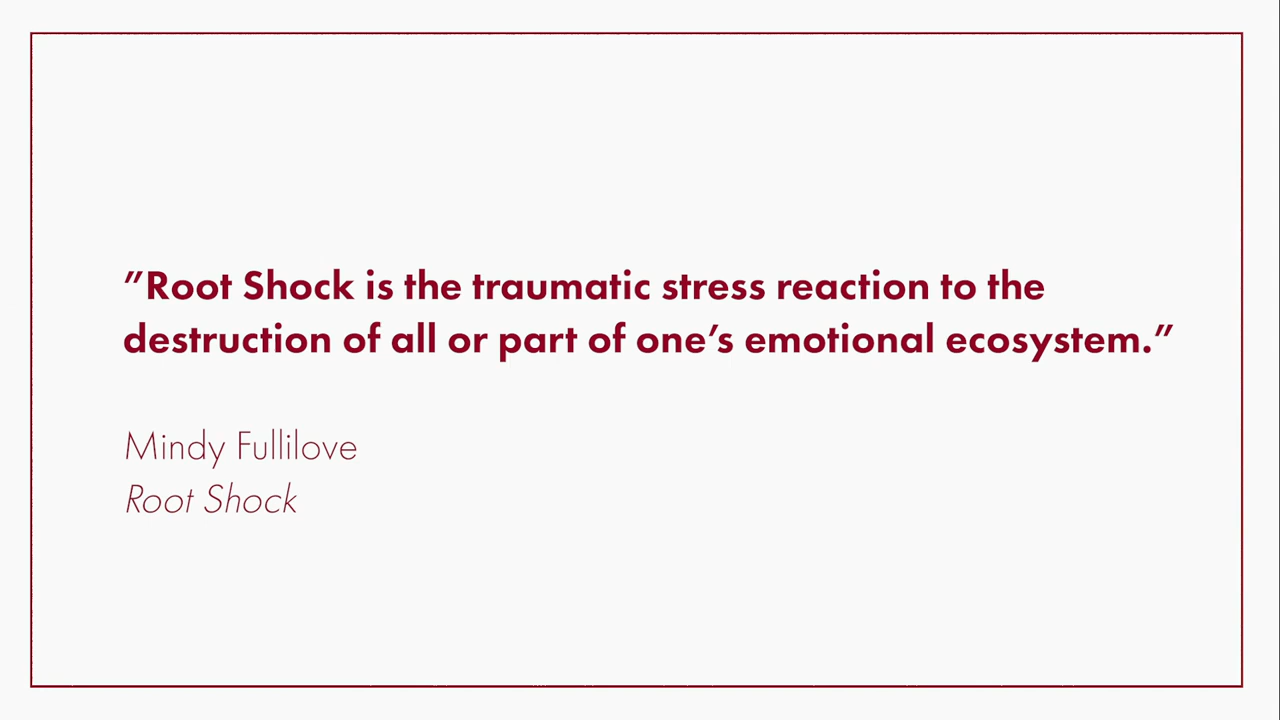 ”Root Shock is the traumatic stress reaction to the
destruction of all or part of one’s emotional ecosystem.”
Mindy Fullilove
Root Shock